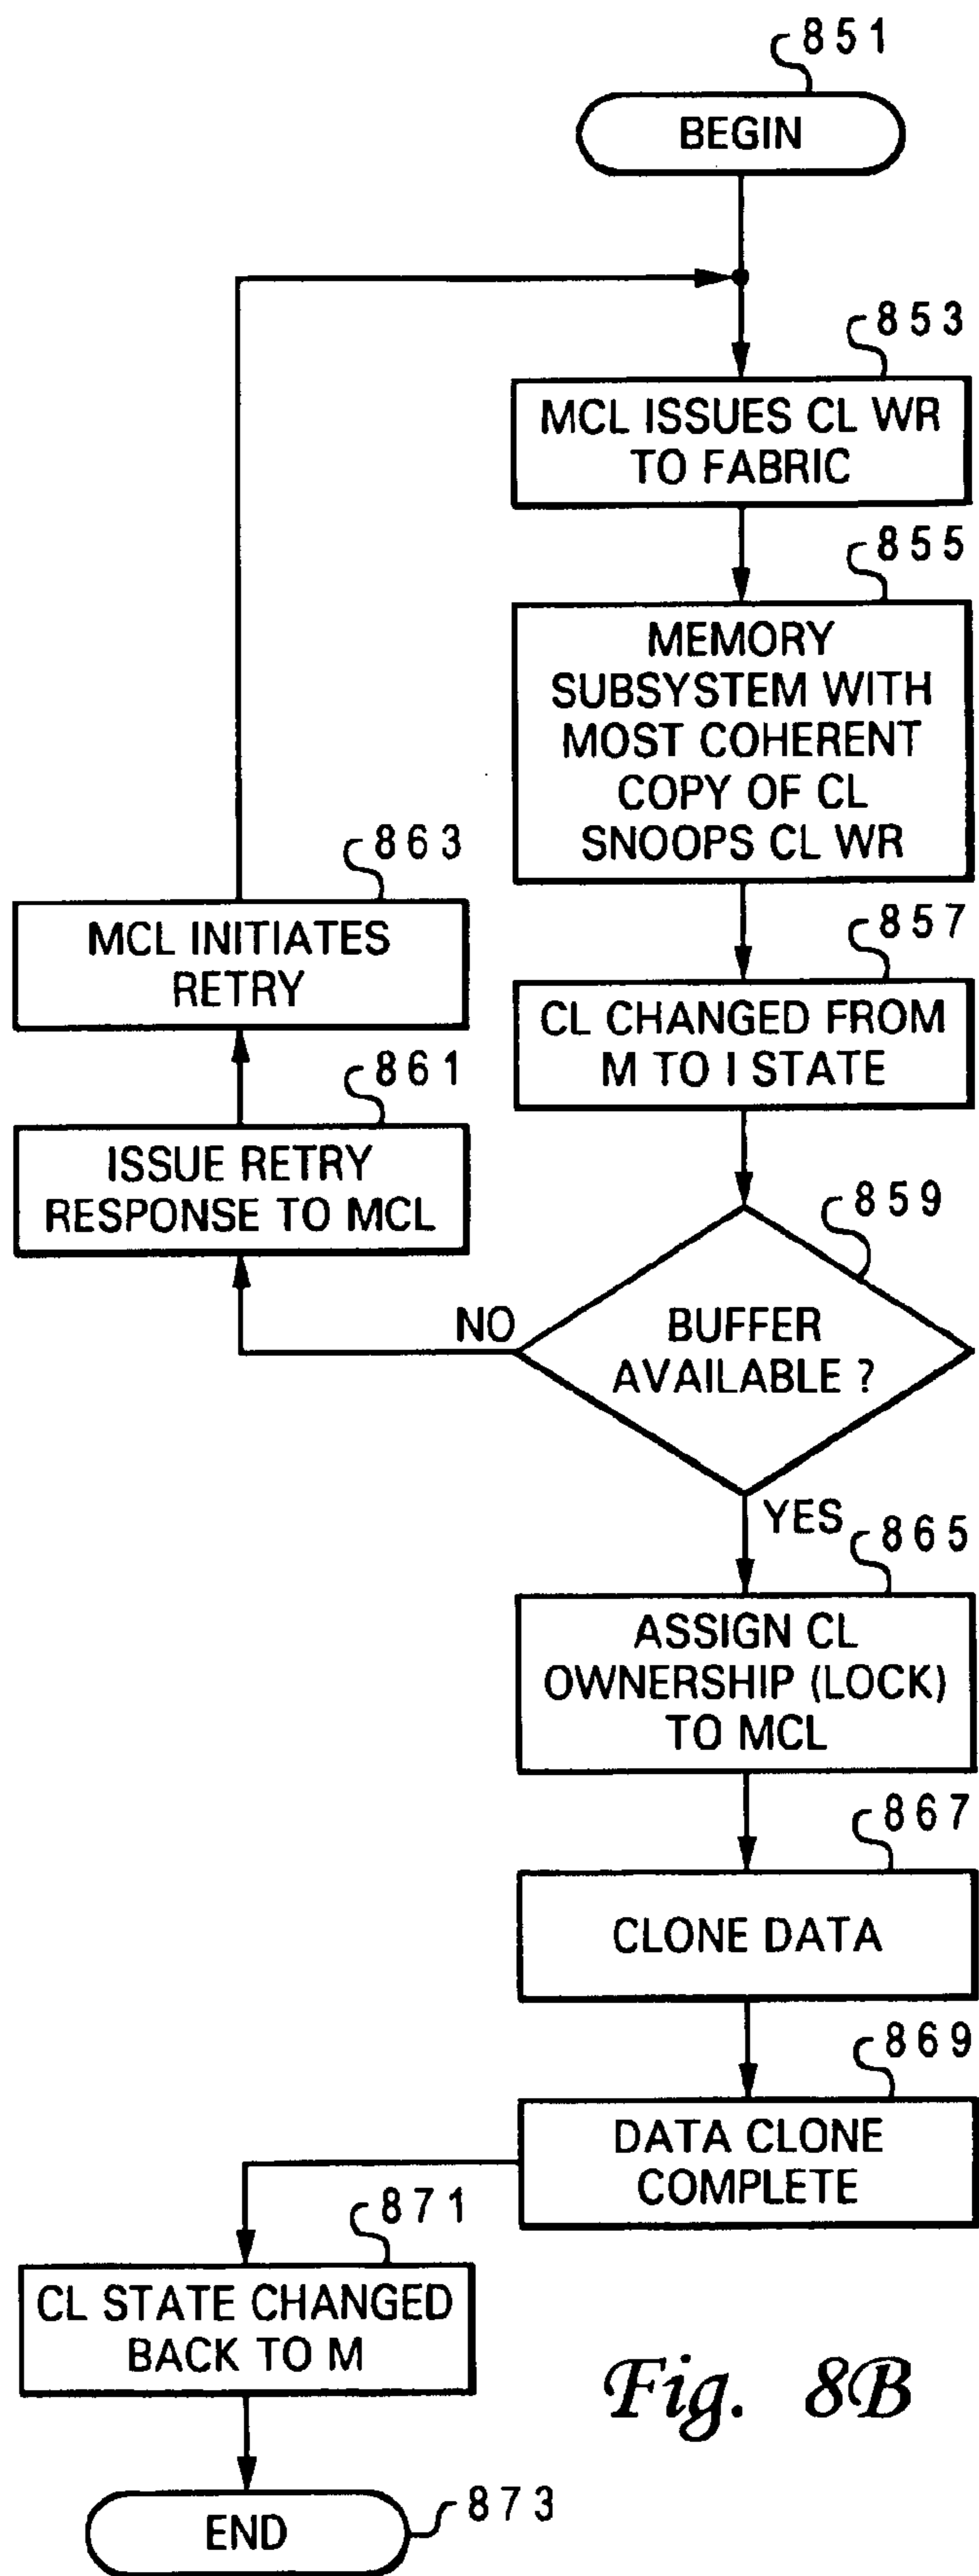 851
BEGIN
853
MCL ISSUES CL WR
TO FABRIC
855
MEMORY
SUBSYSTEM WITH
MOST COHERENT
COPY OF CL
SNOOPS CL WR
863
MCL INITIATES
RETRY
857
CL CHANGED FROM
M TO I STATE
861
ISSUE RETRY
RESPONSE TO MCL
859
NO
BUFFER
AVAILABLE ?
YES
865
ASSIGN CL
OWNERSHIP (LOCK)
TO MCL
867
CLONE DATA
869
DATA CLONE
COMPLETE
871
CL STATE CHANGED
BACK TO M
Fig. 8B
END
873